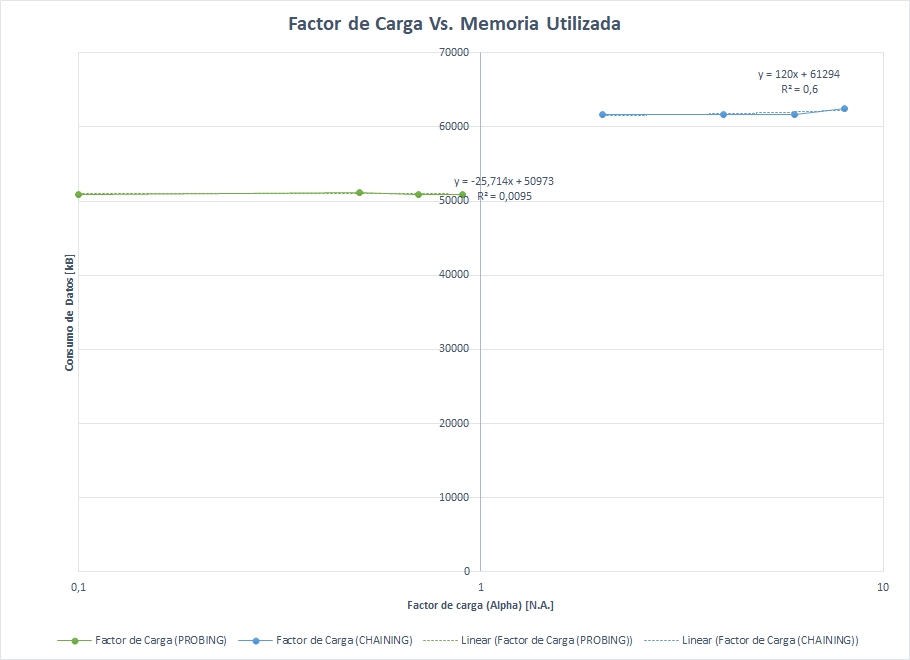 Factor de Carga Vs. Memoria Utilizada
70000
y = 120x + 61294
R² = 0,6
60000
y = -25,714x + 50973
R² = 0,0095
50000
40000
Consumo de Datos [kB]
30000
20000
10000
0
0,1
1
10
Factor de carga (Alpha) [N.A.]
Factor de Carga (PROBING)
Factor de Carga (CHAINING)
Linear (Factor de Carga (PROBING))
Linear (Factor de Carga (CHAINING))